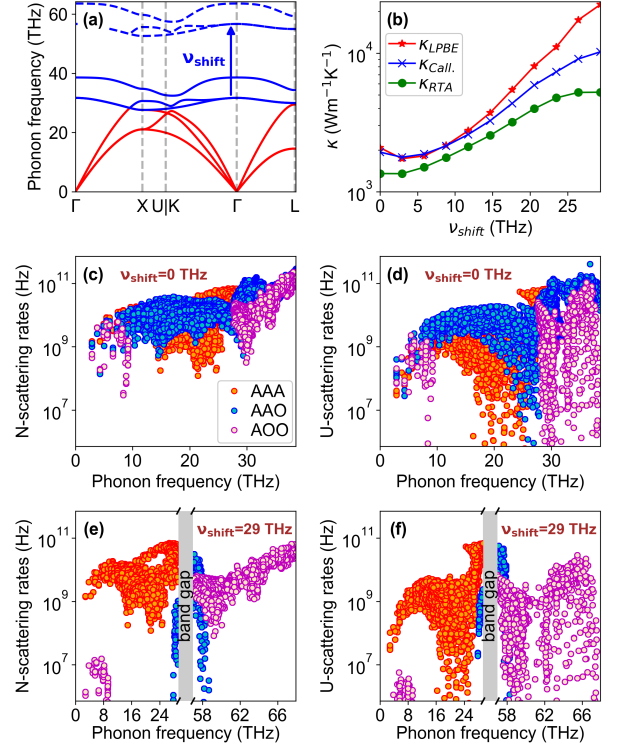 (a)
ν_shift
Phonon frequency (THz)
60
40
20
0
Γ X U|K Γ L
(b)
κ_LPBE
κ_Call.
κ_RTA
κ (Wm⁻¹K⁻¹)
10⁴
10³
0 5 10 15 20 25
ν_shift (THz)
(c)
ν_shift=0 THz
N-scattering rates (Hz)
10¹¹
10⁹
10⁷
AAA
AAO
AOO
0 10 20 30
Phonon frequency (THz)
(d)
ν_shift=0 THz
U-scattering rates (Hz)
10¹¹
10⁹
10⁷
0 10 20 30
Phonon frequency (THz)
(e)
ν_shift=29 THz
N-scattering rates (Hz)
10¹¹
10⁹
10⁷
band gap
0 8 16 24 58 62 66
Phonon frequency (THz)
(f)
ν_shift=29 THz
U-scattering rates (Hz)
10¹¹
10⁹
10⁷
band gap
0 8 16 24 58 62 66
Phonon frequency (THz)